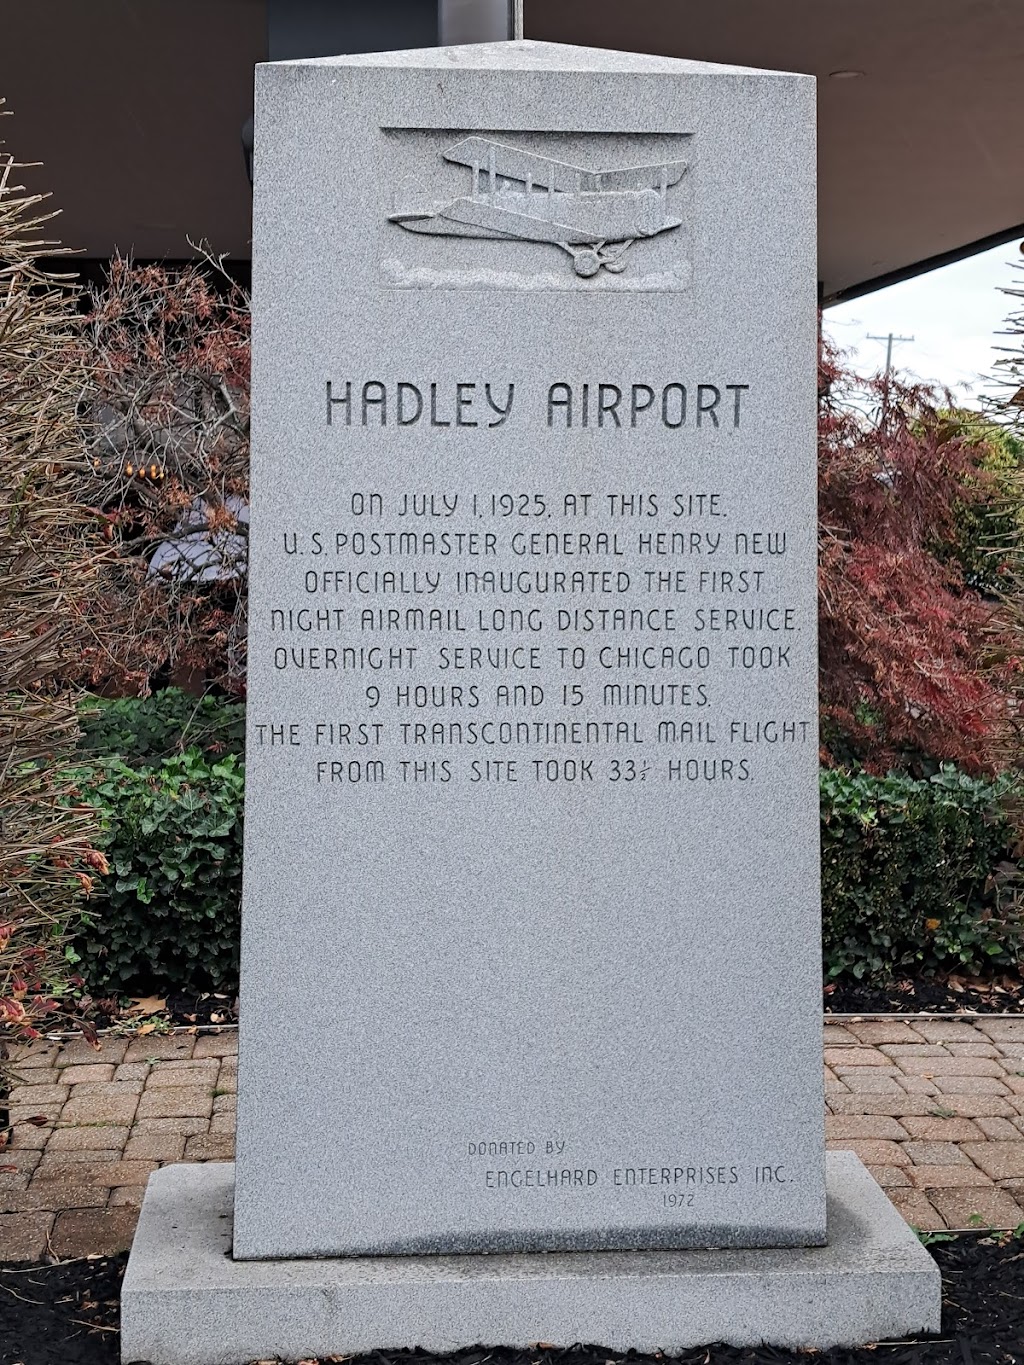 HADLEY AIRPORT
ON JULY 1, 1925, AT THIS SITE,
U.S. POSTMASTER GENERAL HENRY NEW
OFFICIALLY INAUGURATED THE FIRST
NIGHT AIRMAIL LONG DISTANCE SERVICE.
OVERNIGHT SERVICE TO CHICAGO TOOK
9 HOURS AND 15 MINUTES.
THE FIRST TRANSCONTINENTAL MAIL FLIGHT
FROM THIS SITE TOOK 33½ HOURS.
DONATED BY
ENGELHARD ENTERPRISES INC.
1972